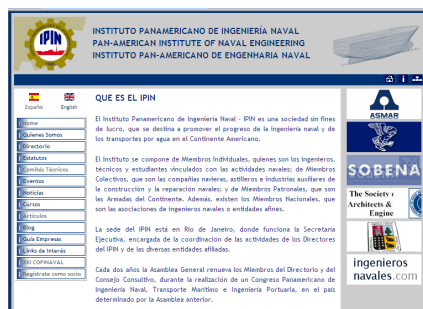 IPIN
INSTITUTO PANAMERICANO DE INGENIERÍA NAVAL
PAN-AMERICAN INSTITUTE OF NAVAL ENGINEERING
INSTITUTO PAN-AMERICANO DE ENGENHARIA NAVAL
Español English
Home
Quienes Somos
Directorio
Estatutos
Comités Técnicos
Eventos
Noticias
Cursos
Artículos
Blog
Guía Empresas
Links de Interés
XXI COPINAVAL
Regístrate como socio
QUE ES EL IPIN
El Instituto Panamericano de Ingeniería Naval - IPIN es una sociedad sin fines
de lucro, que se destina a promover el progreso de la ingeniería naval y de
los transportes por agua en el Continente Americano.
El Instituto se compone de Miembros Individuales, quienes son los ingenieros,
técnicos y estudiantes vinculados con las actividades navales; de Miembros
Colectivos, que son las compañías navieras, astilleros e industrias auxiliares de
la construcción y la reparación navales; y de Miembros Patronales, que son
las Armadas del Continente. Además, existen los Miembros Nacionales, que
son las asociaciones de ingenieros navales o entidades afines.
La sede del IPIN está en Rio de Janeiro, donde funciona la Secretaría
Ejecutiva, encargada de la coordinación de las actividades de los Directores
del IPIN y de las diversas entidades afiliadas.
Cada dos años la Asamblea General renueva los Miembros del Directorio y del
Consejo Consultivo, durante la realización de un Congreso Panamericano de
Ingeniería Naval, Transporte Marítimo e Ingeniería Portuaria, en el país
determinado por la Asamblea anterior.
ASMAR
SOBENA
The Society
Architects &
Engine
ingenieros
navales.com